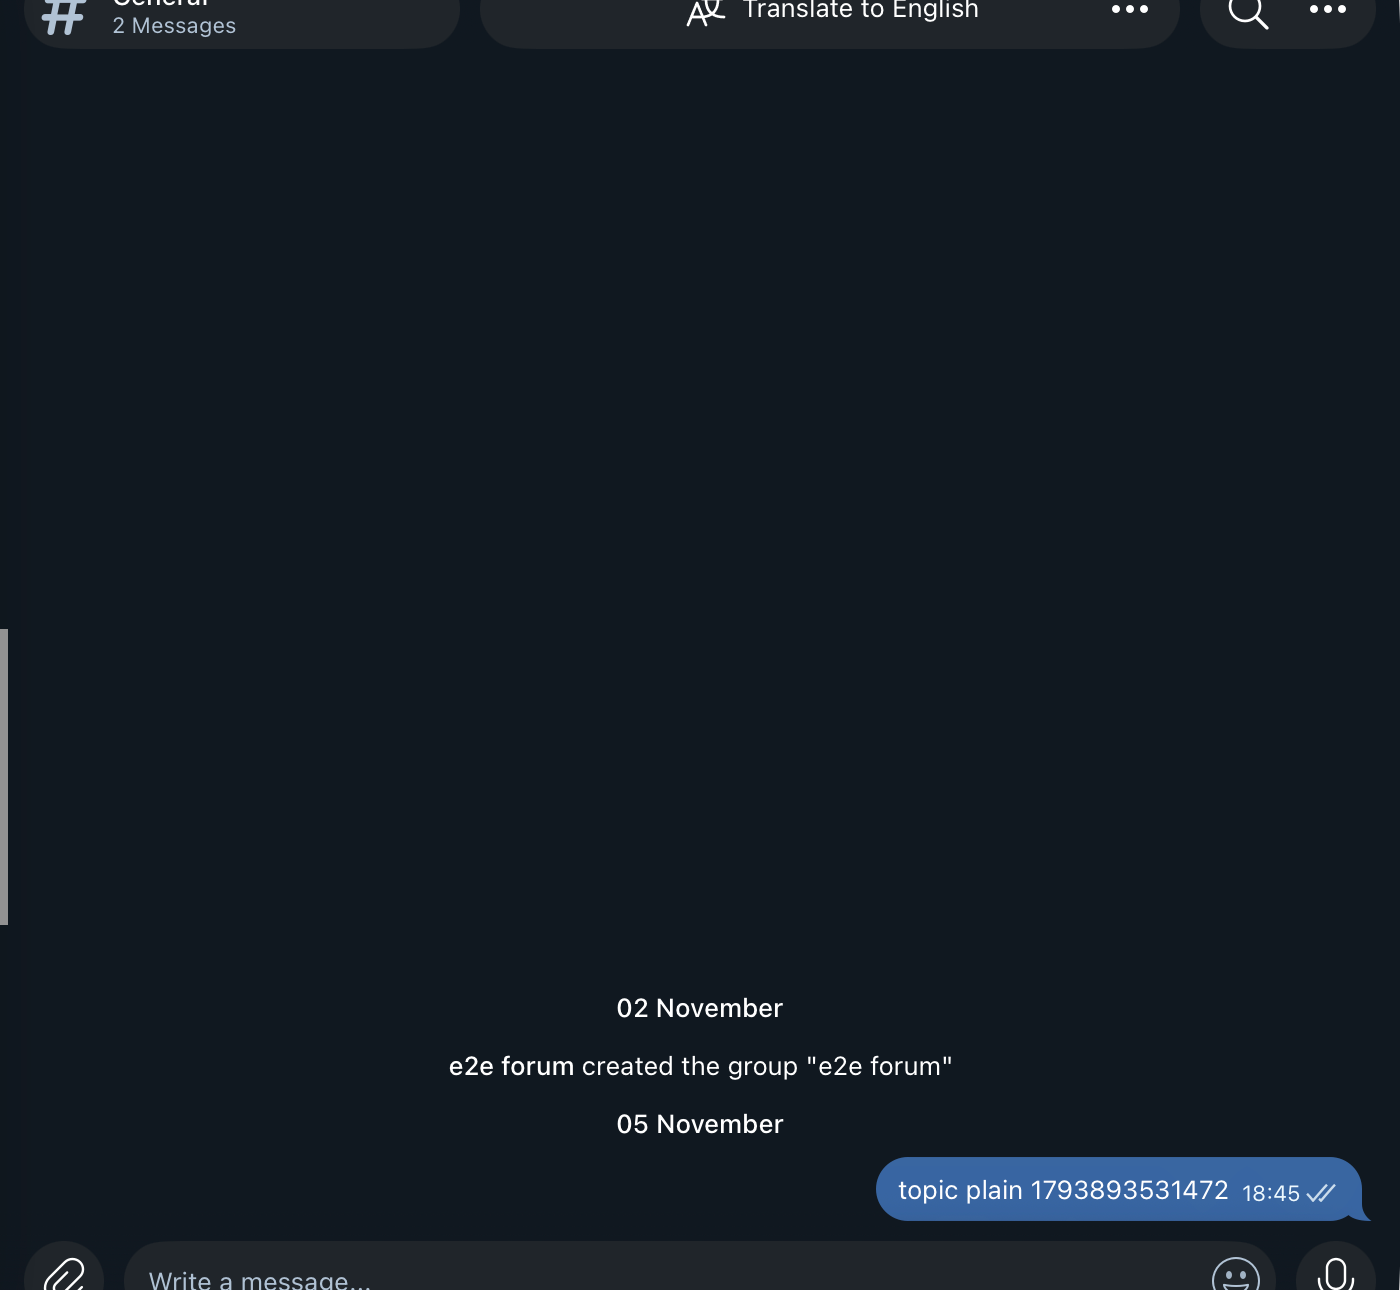 General
2 Messages
Translate to English
02 November
e2e forum created the group "e2e forum"
05 November
topic plain 1793893531472 18:45
Write a message...